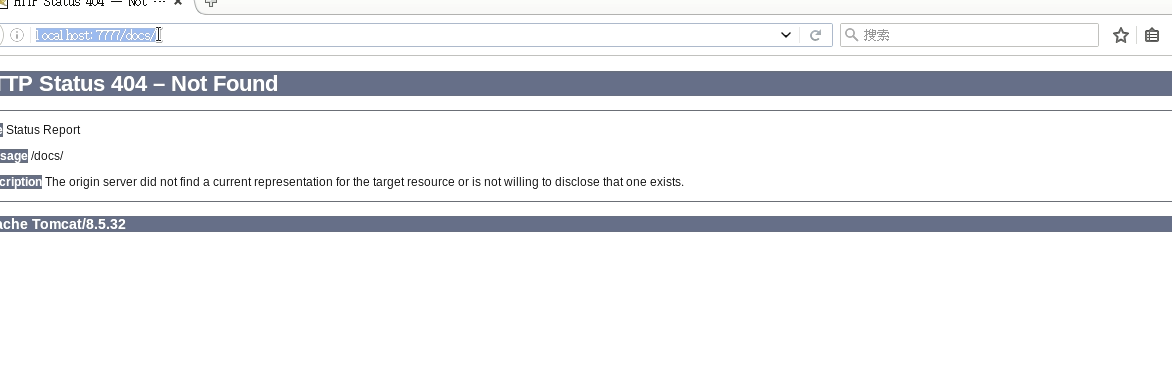 HTTP Status 404 — Not ···
localhost:7777/docs/
搜索
TTP Status 404 – Not Found
e Status Report
sage /docs/
cription The origin server did not find a current representation for the target resource or is not willing to disclose that one exists.
ache Tomcat/8.5.32